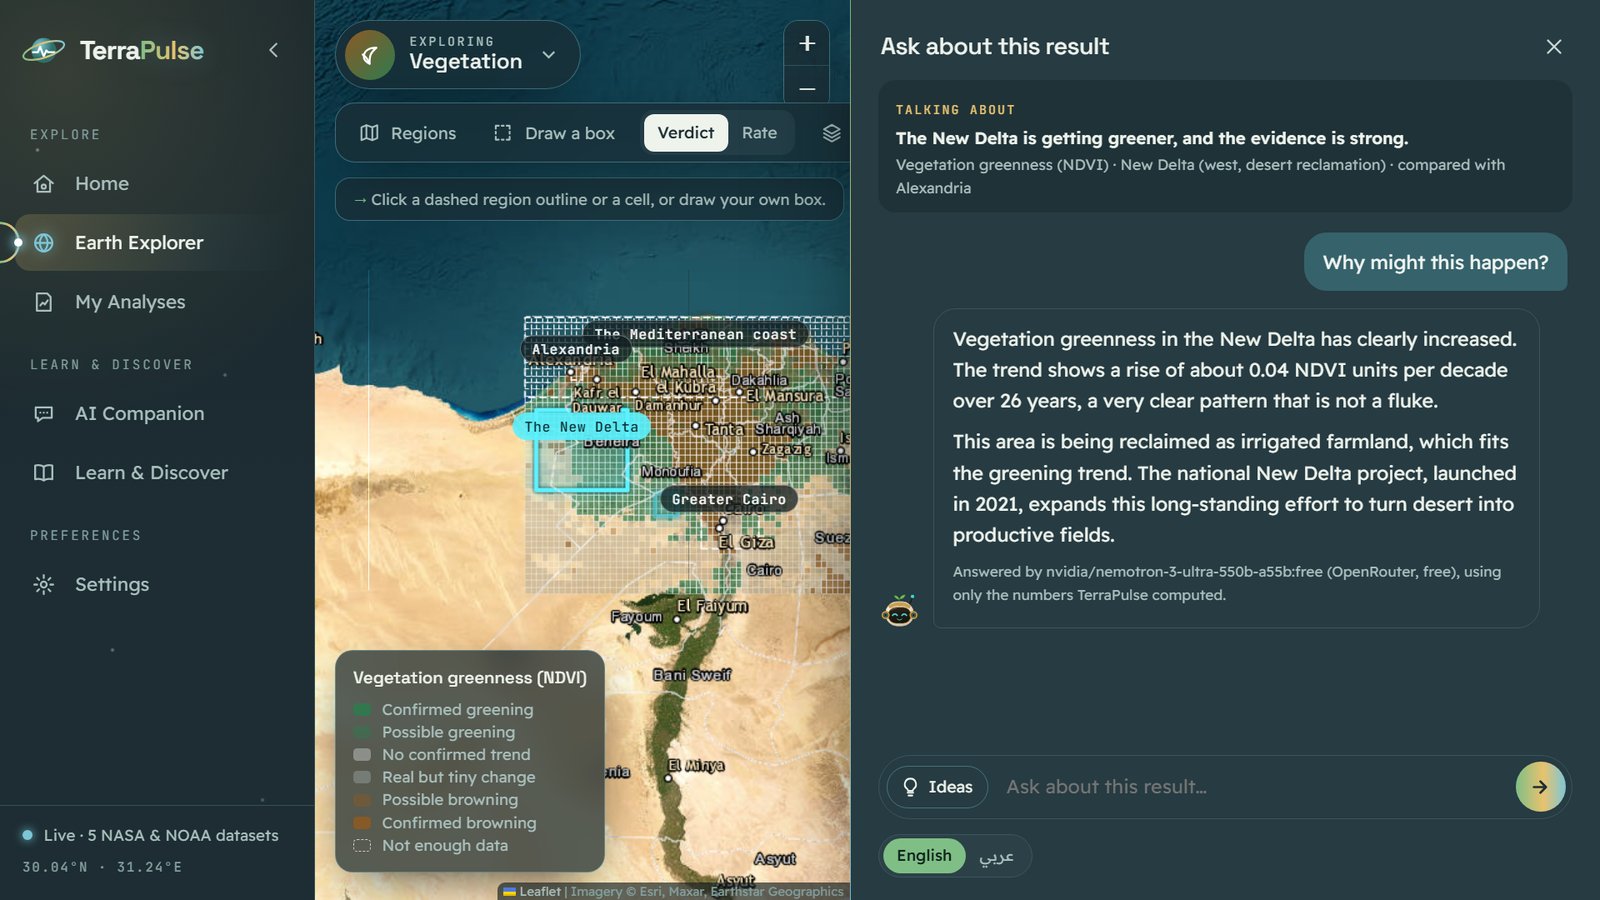 TerraPulse
EXPLORE
Home
Earth Explorer
My Analyses
LEARN & DISCOVER
AI Companion
Learn & Discover
PREFERENCES
Settings
Live · 5 NASA & NOAA datasets
30.04°N · 31.24°E
EXPLORING
Vegetation
+
−
Regions
Draw a box
Verdict
Rate
→ Click a dashed region outline or a cell, or draw your own box.
The Mediterranean coast
Sheikh
Alexandria
Alexandria
El Mahalla
el Kubra
Dakahlia
Kafr el
Dauwar
Damanhur
El Mansura
The New Delta
Beheira
Tanta
Ash
Sharqiyah
Zagazig
Ism
Monoufia
Greater Cairo
Cairo
El Giza
Suez
Cairo
El Faiyum
Fayoum
Bani Sweif
El Minya
Asyut
Asyut
Vegetation greenness (NDVI)
Confirmed greening
Possible greening
No confirmed trend
Real but tiny change
Possible browning
Confirmed browning
Not enough data
Leaflet | Imagery © Esri, Maxar, Earthstar Geographics
Ask about this result
TALKING ABOUT
The New Delta is getting greener, and the evidence is strong.
Vegetation greenness (NDVI) · New Delta (west, desert reclamation) · compared with
Alexandria
Why might this happen?
Vegetation greenness in the New Delta has clearly increased.
The trend shows a rise of about 0.04 NDVI units per decade
over 26 years, a very clear pattern that is not a fluke.
This area is being reclaimed as irrigated farmland, which fits
the greening trend. The national New Delta project, launched
in 2021, expands this long-standing effort to turn desert into
productive fields.
Answered by nvidia/nemotron-3-ultra-550b-a55b:free (OpenRouter, free), using
only the numbers TerraPulse computed.
Ideas
Ask about this result...
English
عربي